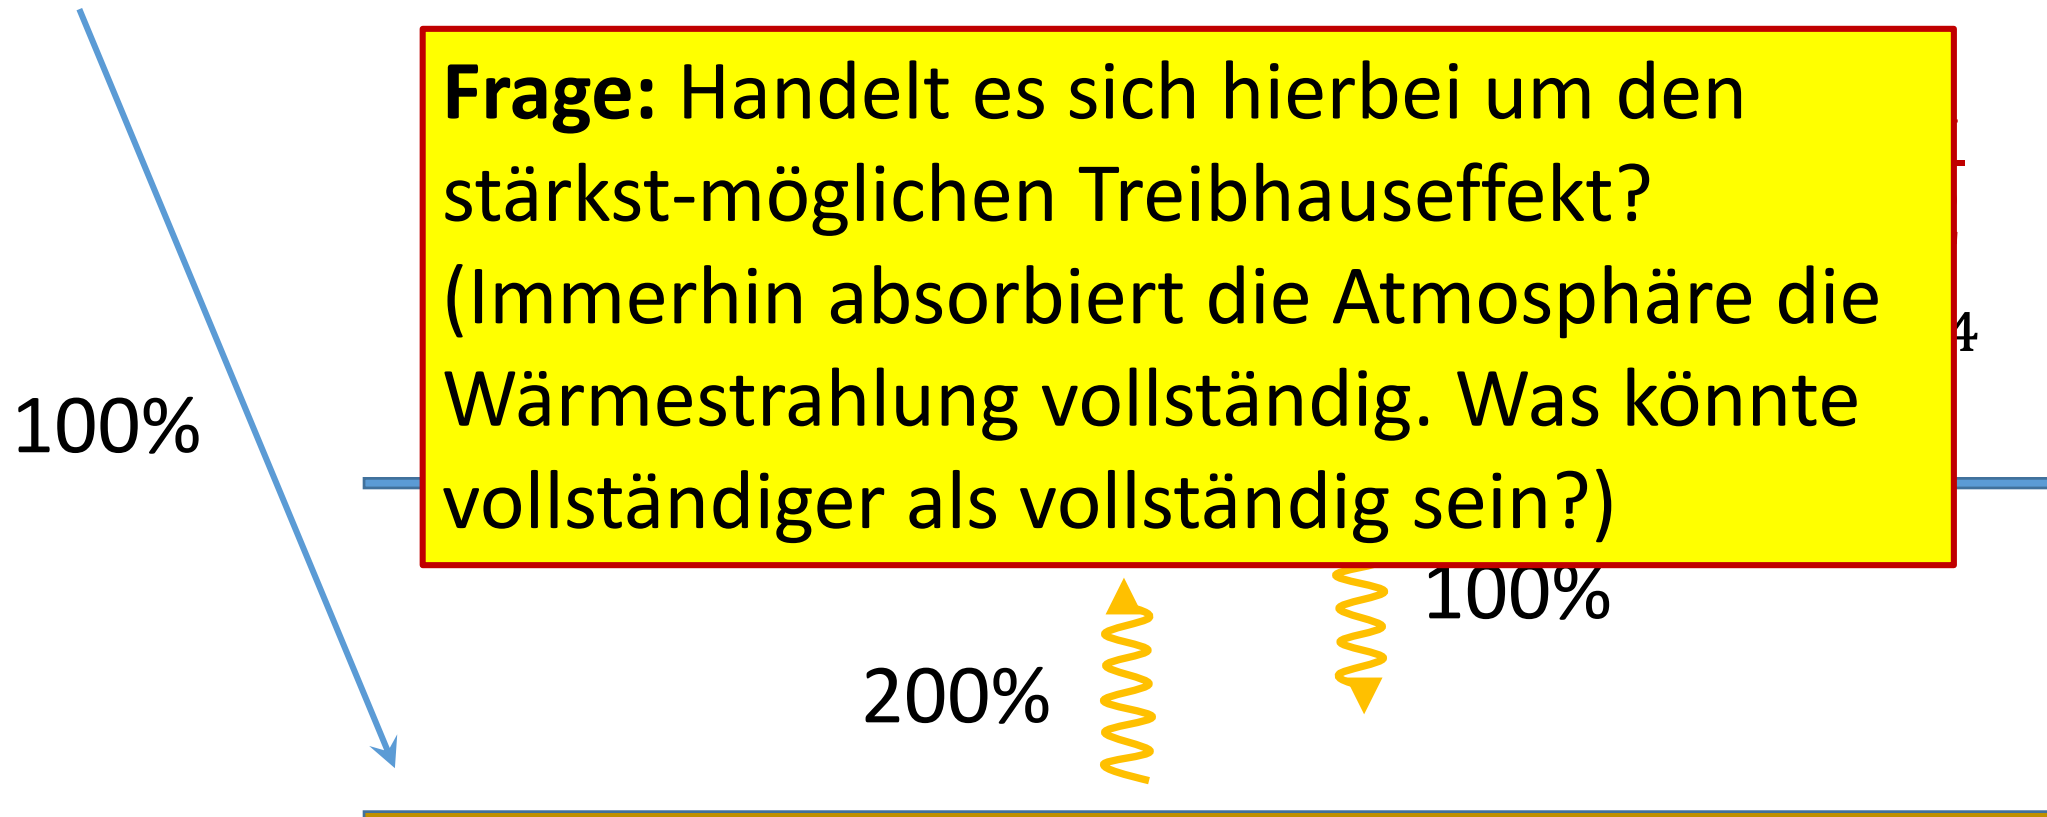 Frage: Handelt es sich hierbei um den
stärkst-möglichen Treibhauseffekt?
(Immerhin absorbiert die Atmosphäre die
Wärmestrahlung vollständig. Was könnte
vollständiger als vollständig sein?)
4
100%
100%
200%